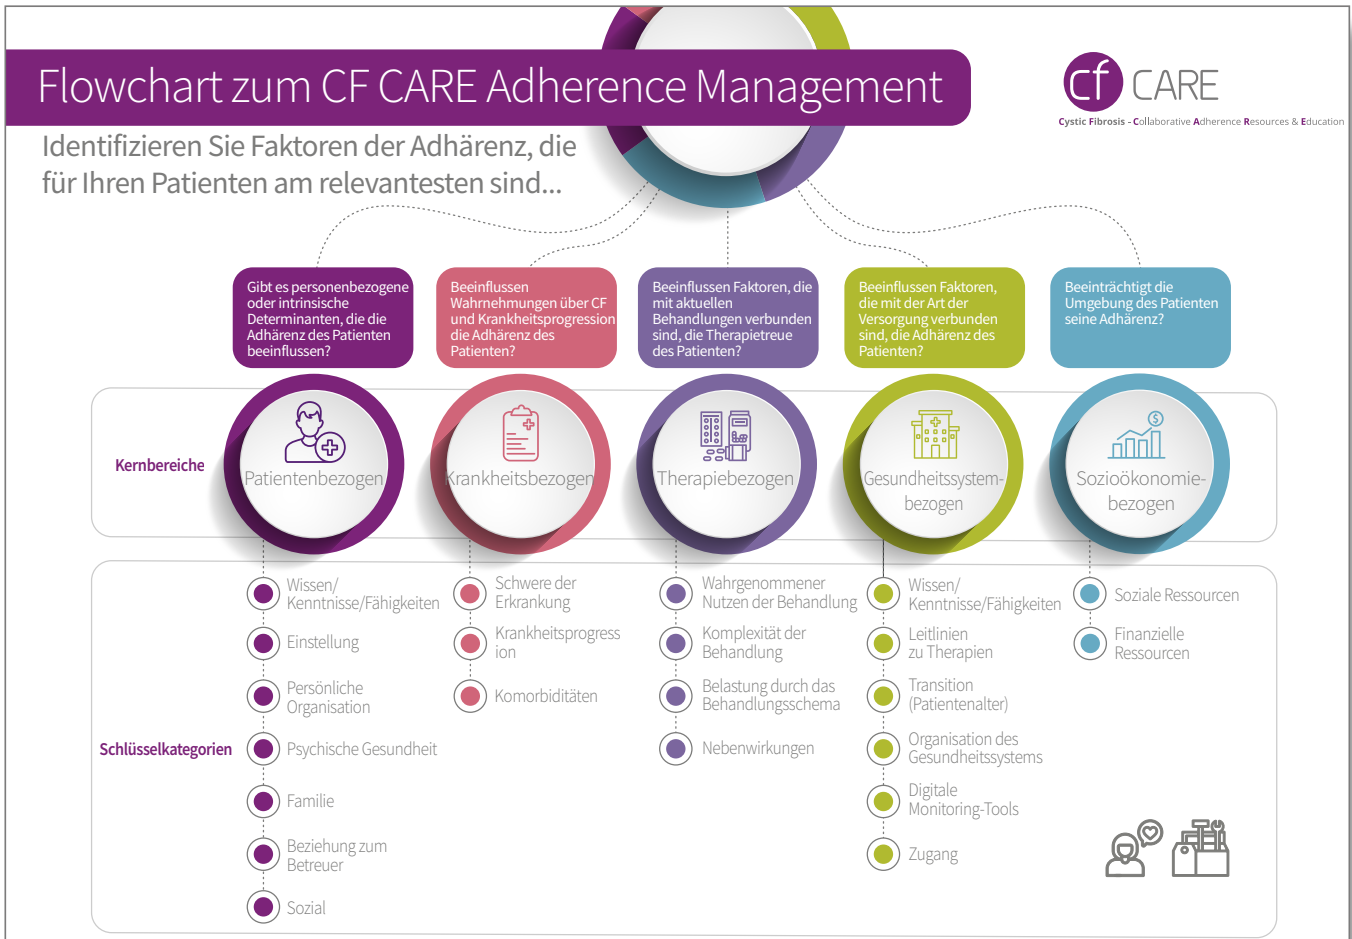 Flowchart zum CF CARE Adherence Management
cf CARE
Cystic Fibrosis - Collaborative Adherence Resources & Education
Identifizieren Sie Faktoren der Adhärenz, die
für Ihren Patienten am relevantesten sind...
Gibt es personenbezogene
oder intrinsische
Determinanten, die die
Adhärenz des Patienten
beeinflussen?
Beeinflussen
Wahrnehmungen über CF
und Krankheitsprogression
die Adhärenz des
Patienten?
Beeinflussen Faktoren, die
mit aktuellen
Behandlungen verbunden
sind, die Therapietreue
des Patienten?
Beeinflussen Faktoren,
die mit der Art der
Versorgung verbunden
sind, die Adhärenz des
Patienten?
Beeinträchtigt die
Umgebung des Patienten
seine Adhärenz?
Kernbereiche
Patientenbezogen
Krankheitsbezogen
Therapiebezogen
Gesundheitssystem-
bezogen
$
Sozioökonomie-
bezogen
Schlüsselkategorien
Wissen/
Kenntnisse/Fähigkeiten
Einstellung
Persönliche
Organisation
Psychische Gesundheit
Familie
Beziehung zum
Betreuer
Sozial
Schwere der
Erkrankung
Krankheitsprogress
ion
Komorbiditäten
Wahrgenommener
Nutzen der Behandlung
Komplexität der
Behandlung
Belastung durch das
Behandlungsschema
Nebenwirkungen
Wissen/
Kenntnisse/Fähigkeiten
Leitlinien
zu Therapien
Transition
(Patientenalter)
Organisation des
Gesundheitssystems
Digitale
Monitoring-Tools
Zugang
Soziale Ressourcen
Finanzielle
Ressourcen